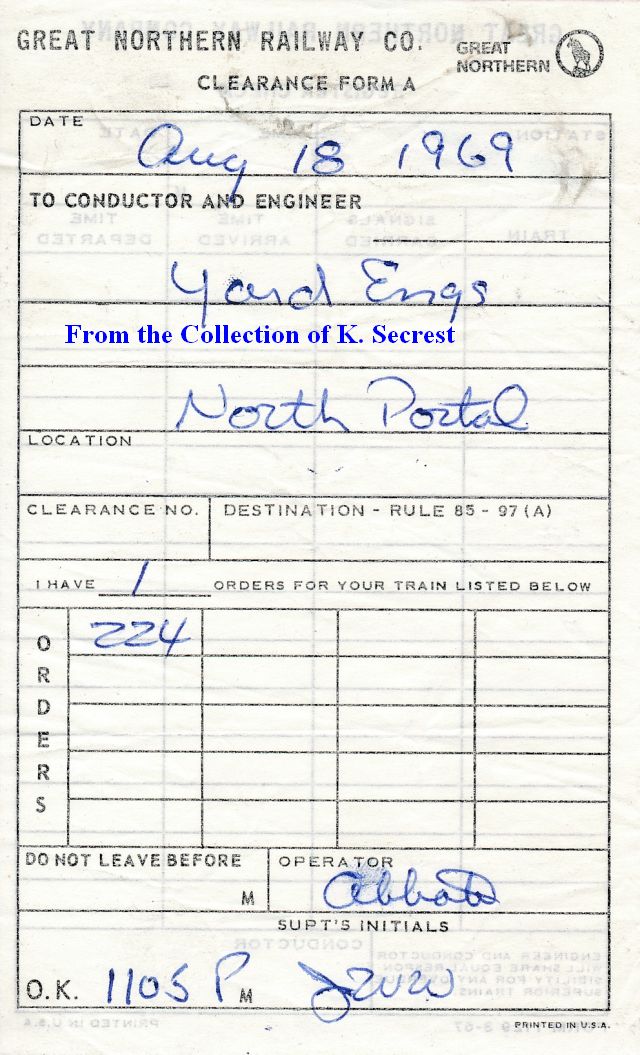 GREAT NORTHERN RAILWAY CO.
GREAT
NORTHERN
CLEARANCE FORM A
DATE
Aug 18 1969
TO CONDUCTOR AND ENGINEER
Yard Engs
From the Collection of K. Secrest
North Portal
LOCATION
CLEARANCE NO. DESTINATION - RULE 85 - 97 (A)
I HAVE 1 ORDERS FOR YOUR TRAIN LISTED BELOW
ORDERS
224
DO NOT LEAVE BEFORE M OPERATOR
Abbott
SUPT'S INITIALS
O.K. 1105 P M
PRINTED IN U.S.A.